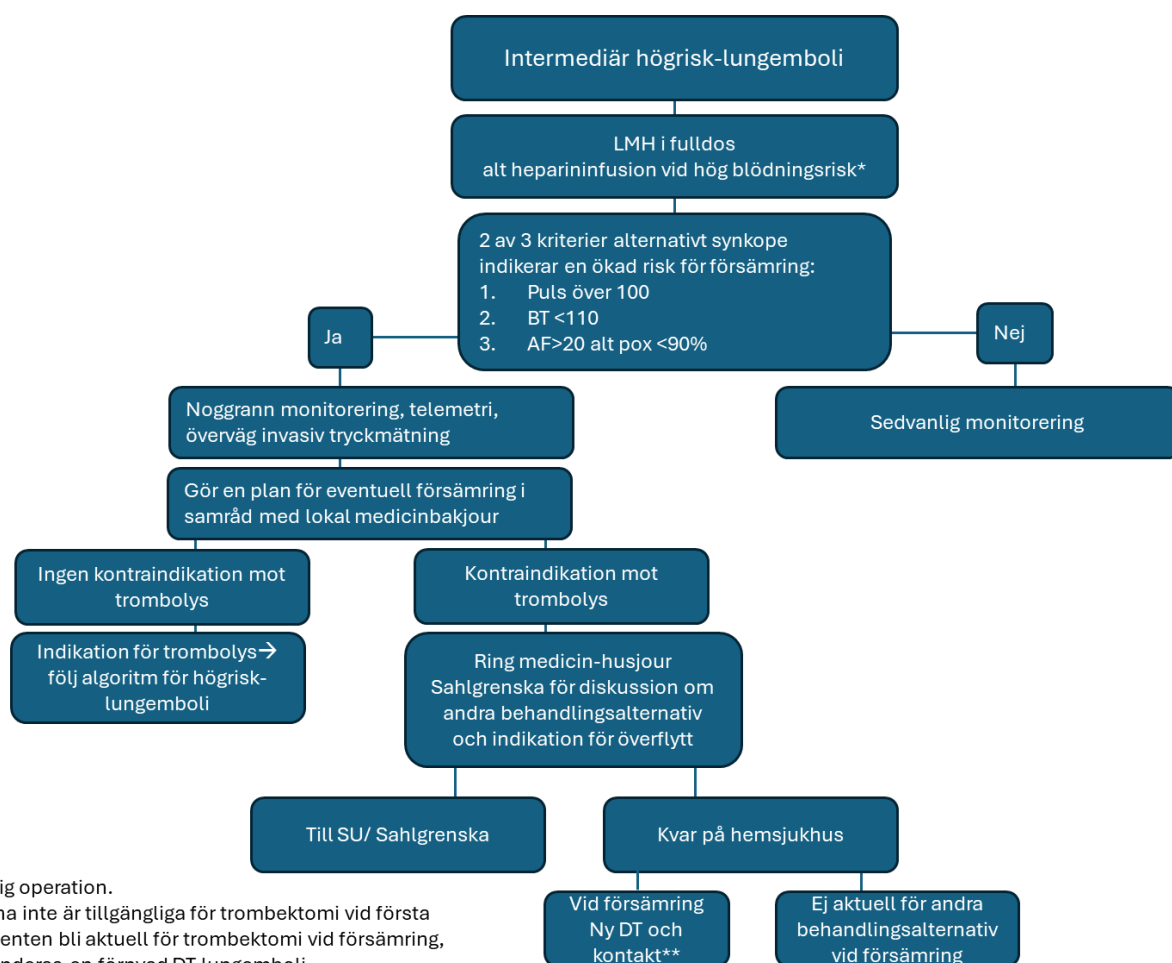 Intermediär högrisk-lungemboli
LMH i fulldos
alt heparininfusion vid hög blödningsrisk*
2 av 3 kriterier alternativt synkope
indikerar en ökad risk för försämring:
1. Puls över 100
2. BT <110
3. AF>20 alt pox <90%
Ja
Nej
Noggrann monitorering, telemetri,
överväg invasiv tryckmätning
Sedvanlig monitorering
Gör en plan för eventuell försämring i
samråd med lokal medicinbakjour
Ingen kontraindikation mot
trombolys
Kontraindikation mot
trombolys
Indikation för trombolys→
följ algoritm för högrisk-
lungemboli
Ring medicin-husjour
Sahlgrenska för diskussion om
andra behandlingsalternativ
och indikation för överflytt
Till SU/ Sahlgrenska
Kvar på hemsjukhus
Vid försämring
Ny DT och
kontakt**
Ej aktuell för andra
behandlingsalternativ
vid försämring
ig operation.
na inte är tillgängliga för trombektomi vid första
enten bli aktuell för trombektomi vid försämring,
en förnyad DT lungemboli